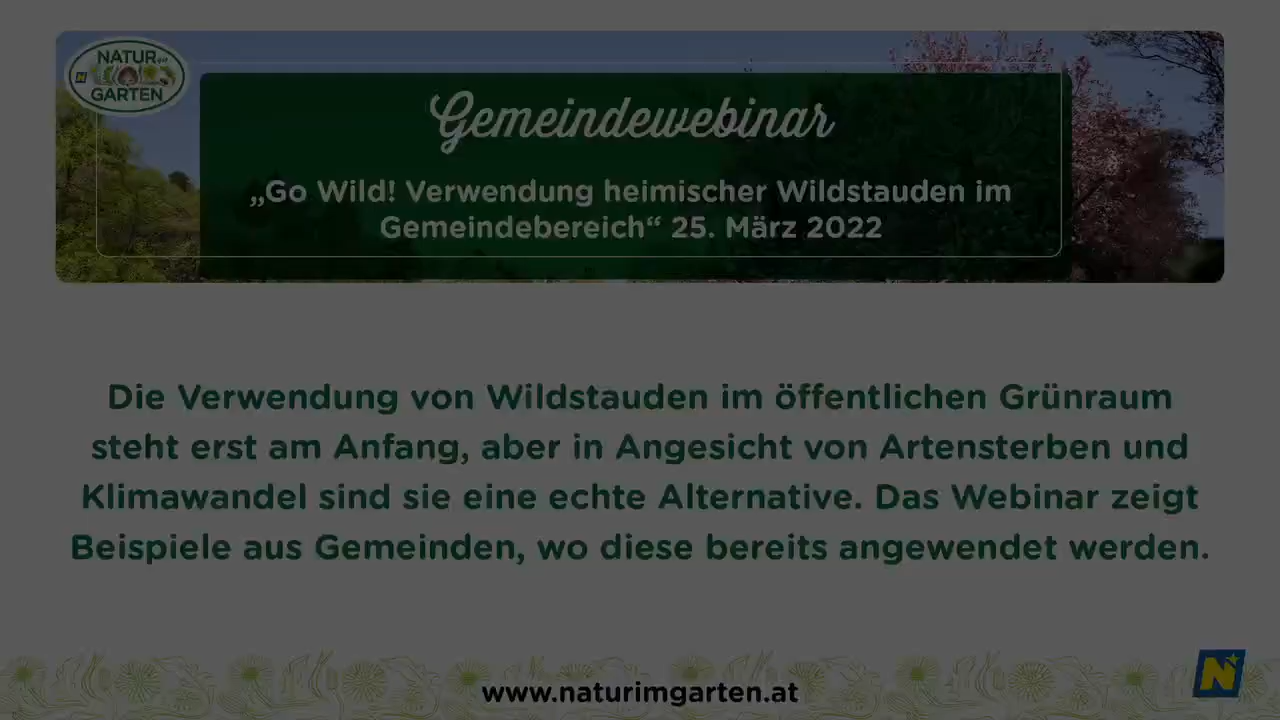 NATUR im
GARTEN
Gemeindewebinar
„Go Wild! Verwendung heimischer Wildstauden im
Gemeindebereich“ 25. März 2022
Die Verwendung von Wildstauden im öffentlichen Grünraum
steht erst am Anfang, aber in Angesicht von Artensterben und
Klimawandel sind sie eine echte Alternative. Das Webinar zeigt
Beispiele aus Gemeinden, wo diese bereits angewendet werden.
www.naturimgarten.at
N